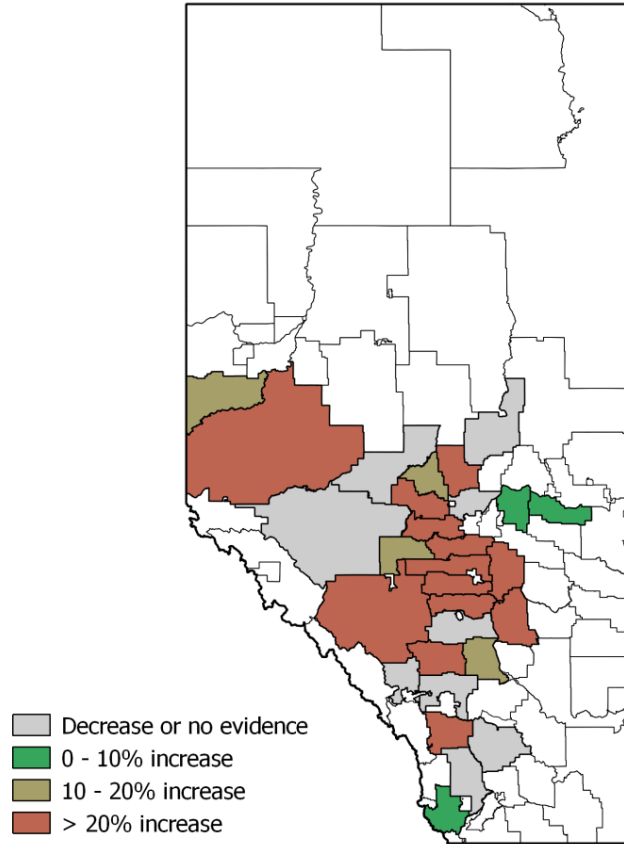 Decrease or no evidence
0 - 10% increase
10 - 20% increase
> 20% increase